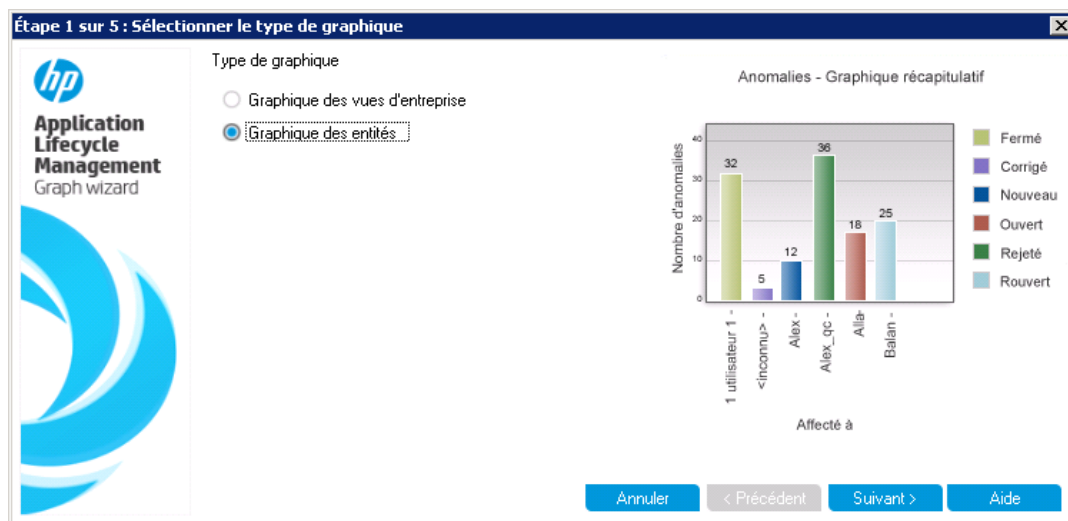 Étape 1 sur 5 : Sélectionner le type de graphique
hp
Application
Lifecycle
Management
Graph wizard
Type de graphique
Graphique des vues d'entreprise
Graphique des entités
Anomalies - Graphique récapitulatif
Nombre d'anomalies
40
30
20
10
0
32
5
12
36
18
25
1 utilisateur 1 -
<inconnu> -
Alex -
Alex_qc -
Alla-
Balan -
Affecté à
Fermé
Corrigé
Nouveau
Ouvert
Rejeté
Rouvert
Annuler
< Précédent
Suivant >
Aide